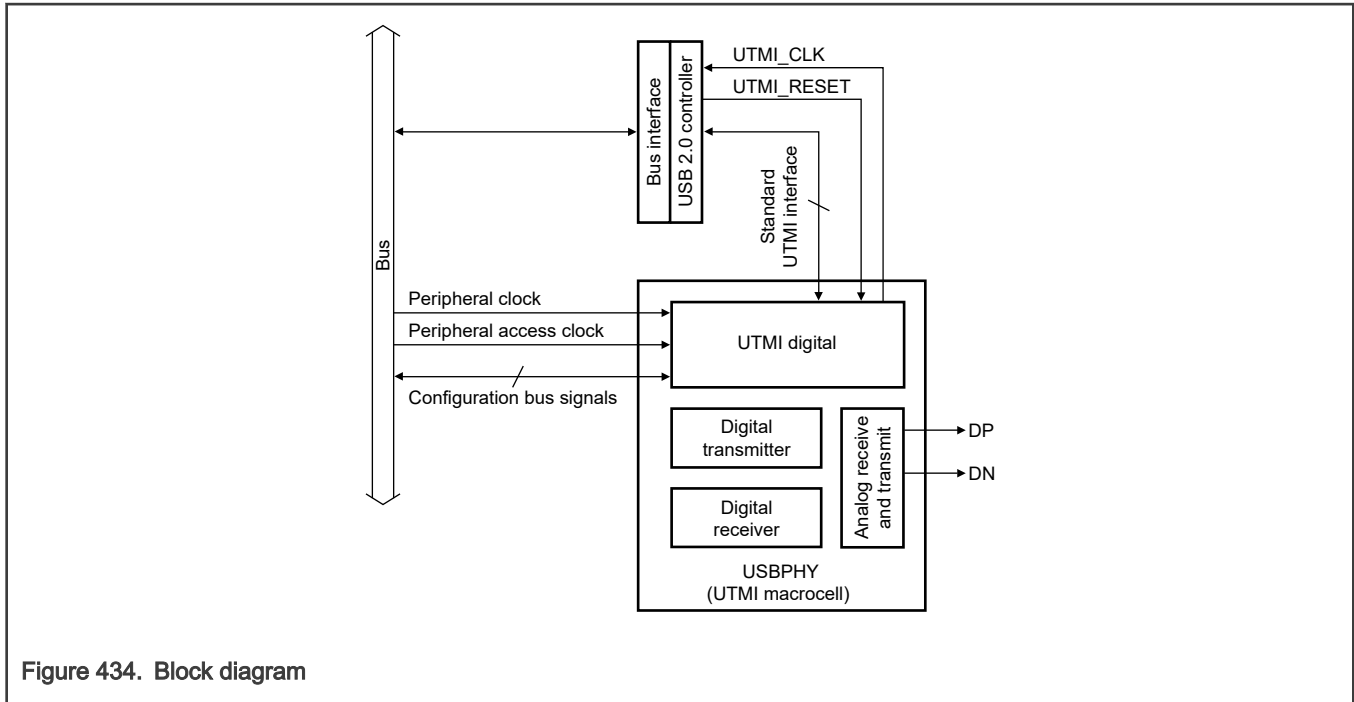 UTMI_CLK
UTMI_RESET
Bus interface
USB 2.0 controller
Standard
UTMI interface
Bus
Peripheral clock
Peripheral access clock
Configuration bus signals
UTMI digital
Digital
transmitter
Digital
receiver
Analog receive
and transmit
DP
DN
USBPHY
(UTMI macrocell)
Figure 434. Block diagram